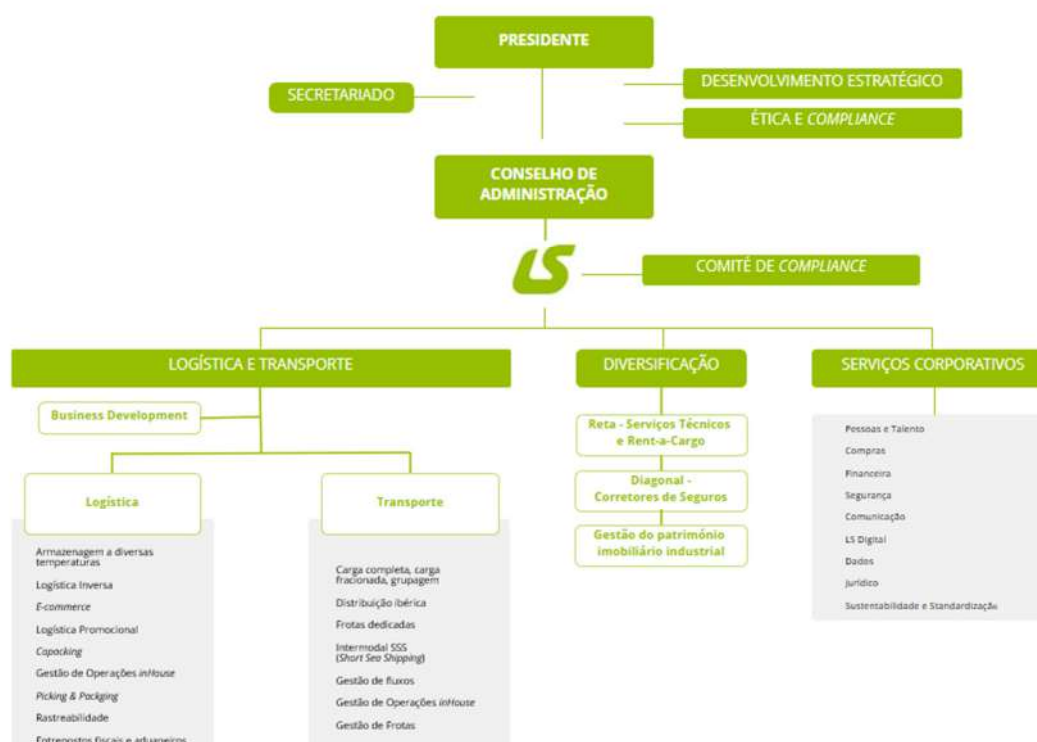 PRESIDENTE
SECRETARIADO
DESENVOLVIMENTO ESTRATÉGICO
ÉTICA E COMPLIANCE
CONSELHO DE
ADMINISTRAÇÃO
LS
COMITÉ DE COMPLIANCE
LOGÍSTICA E TRANSPORTE
DIVERSIFICAÇÃO
SERVIÇOS CORPORATIVOS
Business Development
Logística
Armazenagem a diversas
temperaturas
Logística Inversa
E-commerce
Logística Promocional
Copacking
Gestão de Operações inHouse
Picking & Packging
Rastreabilidade
Entrepostos fiscais e aduaneiros
Transporte
Carga completa, carga
fracionada, grupagem
Distribuição ibérica
Frotas dedicadas
Intermodal SSS
(Short Sea Shipping)
Gestão de fluxos
Gestão de Operações inHouse
Gestão de Frotas
Reta - Serviços Técnicos
e Rent-a-Cargo
Diagonal -
Corretores de Seguros
Gestão do património
imobiliário industrial
Pessoas e Talento
Compras
Financeira
Segurança
Comunicação
LS Digital
Dados
Jurídico
Sustentabilidade e Standardização